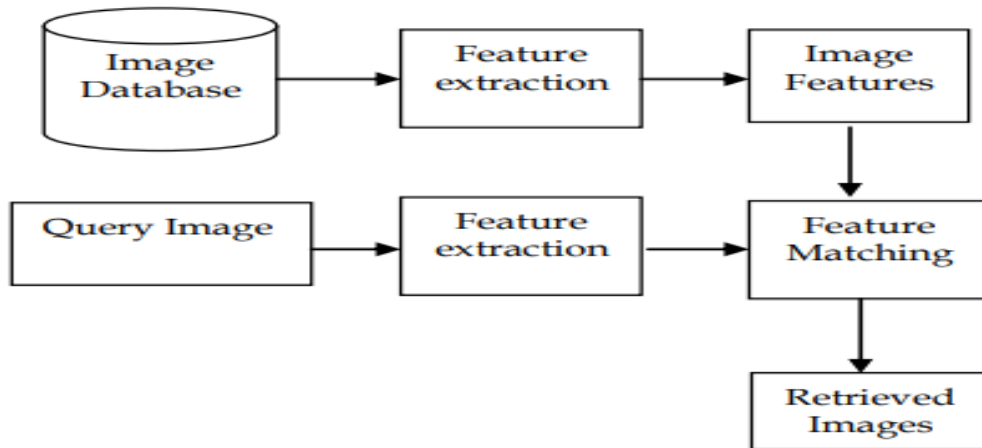 Image
Database
Feature
extraction
Image
Features
Query Image
Feature
extraction
Feature
Matching
Retrieved
Images